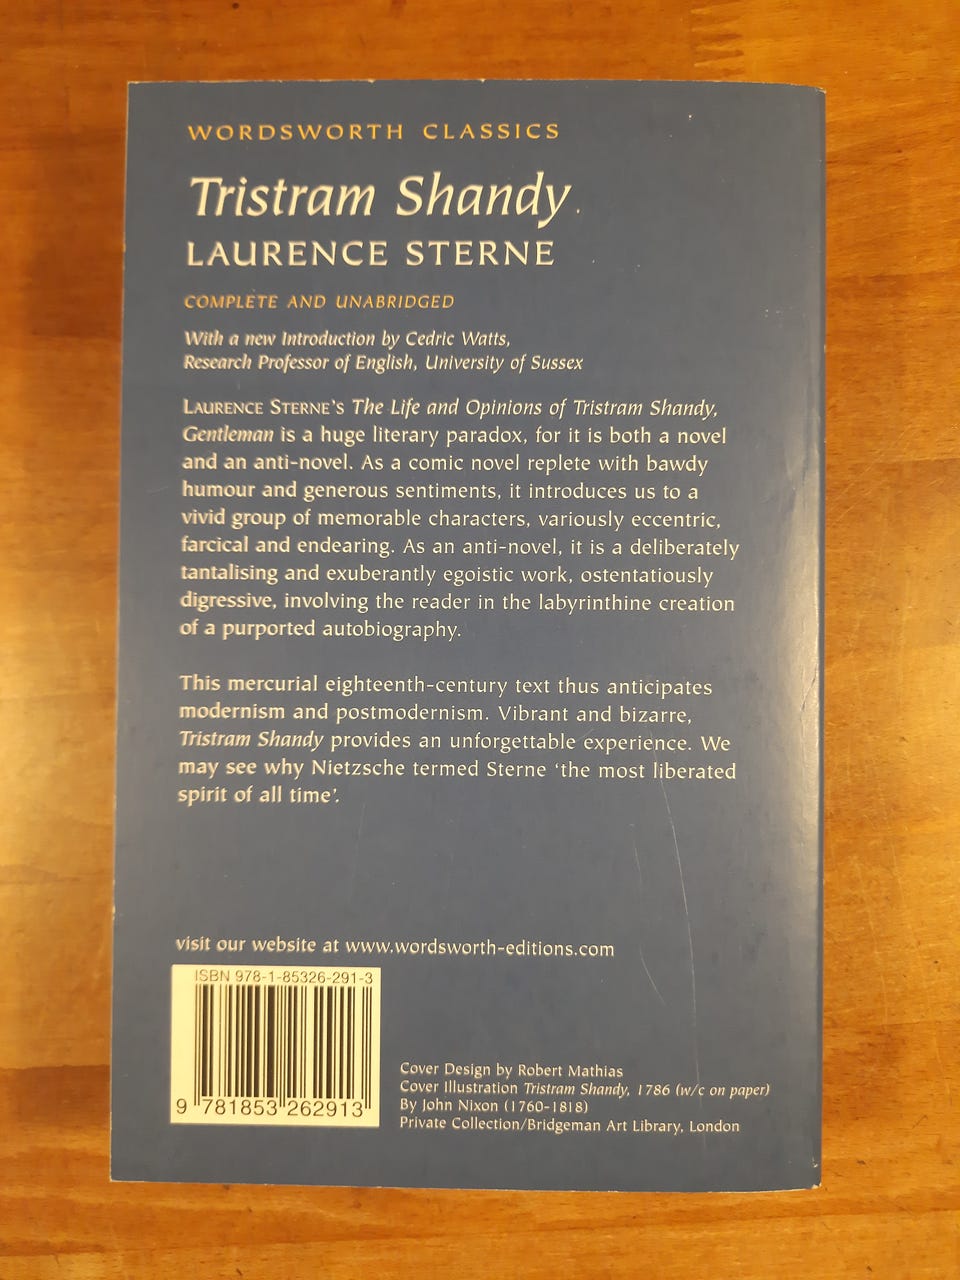 WORDSWORTH CLASSICS
Tristram Shandy
LAURENCE STERNE
COMPLETE AND UNABRIDGED
With a new Introduction by Cedric Watts,
Research Professor of English, University of Sussex
LAURENCE STERNE'S The Life and Opinions of Tristram Shandy,
Gentleman is a huge literary paradox, for it is both a novel
and an anti-novel. As a comic novel replete with bawdy
humour and generous sentiments, it introduces us to a
vivid group of memorable characters, variously eccentric,
farcical and endearing. As an anti-novel, it is a deliberately
tantalising and exuberantly egoistic work, ostentatiously
digressive, involving the reader in the labyrinthine creation
of a purported autobiography.
This mercurial eighteenth-century text thus anticipates
modernism and postmodernism. Vibrant and bizarre,
Tristram Shandy provides an unforgettable experience. We
may see why Nietzsche termed Sterne 'the most liberated
spirit of all time'.
visit our website at www.wordsworth-editions.com
ISBN 978-1-85326-291-3
9 781853 262913
Cover Design by Robert Mathias
Cover Illustration Tristram Shandy, 1786 (w/c on paper)
By John Nixon (1760-1818)
Private Collection/Bridgeman Art Library, London